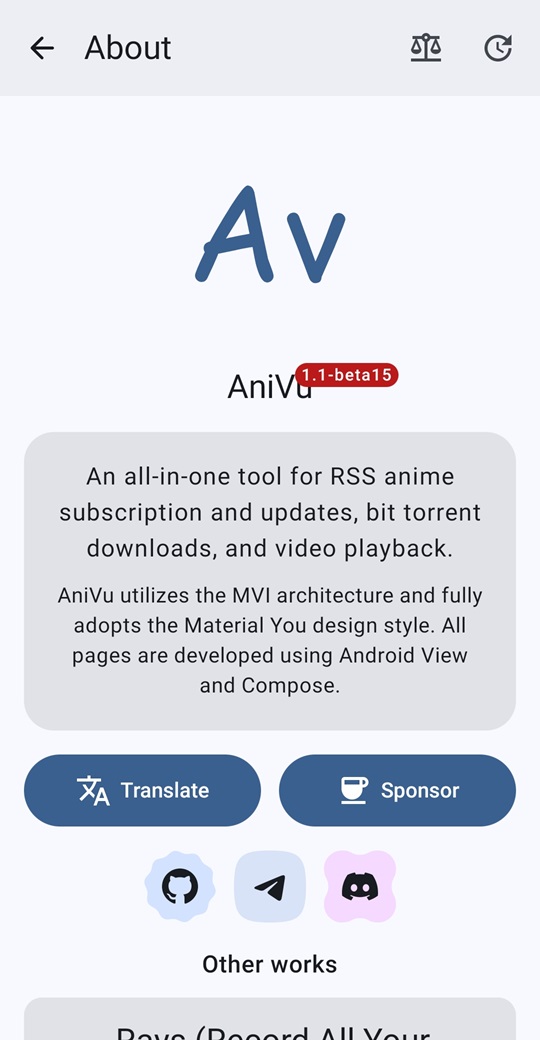 About
Av
AniVu
1.1-beta15
An all-in-one tool for RSS anime
subscription and updates, bit torrent
downloads, and video playback.
AniVu utilizes the MVI architecture and fully
adopts the Material You design style. All
pages are developed using Android View
and Compose.
Translate
Sponsor
Other works
Rays (Record All Your